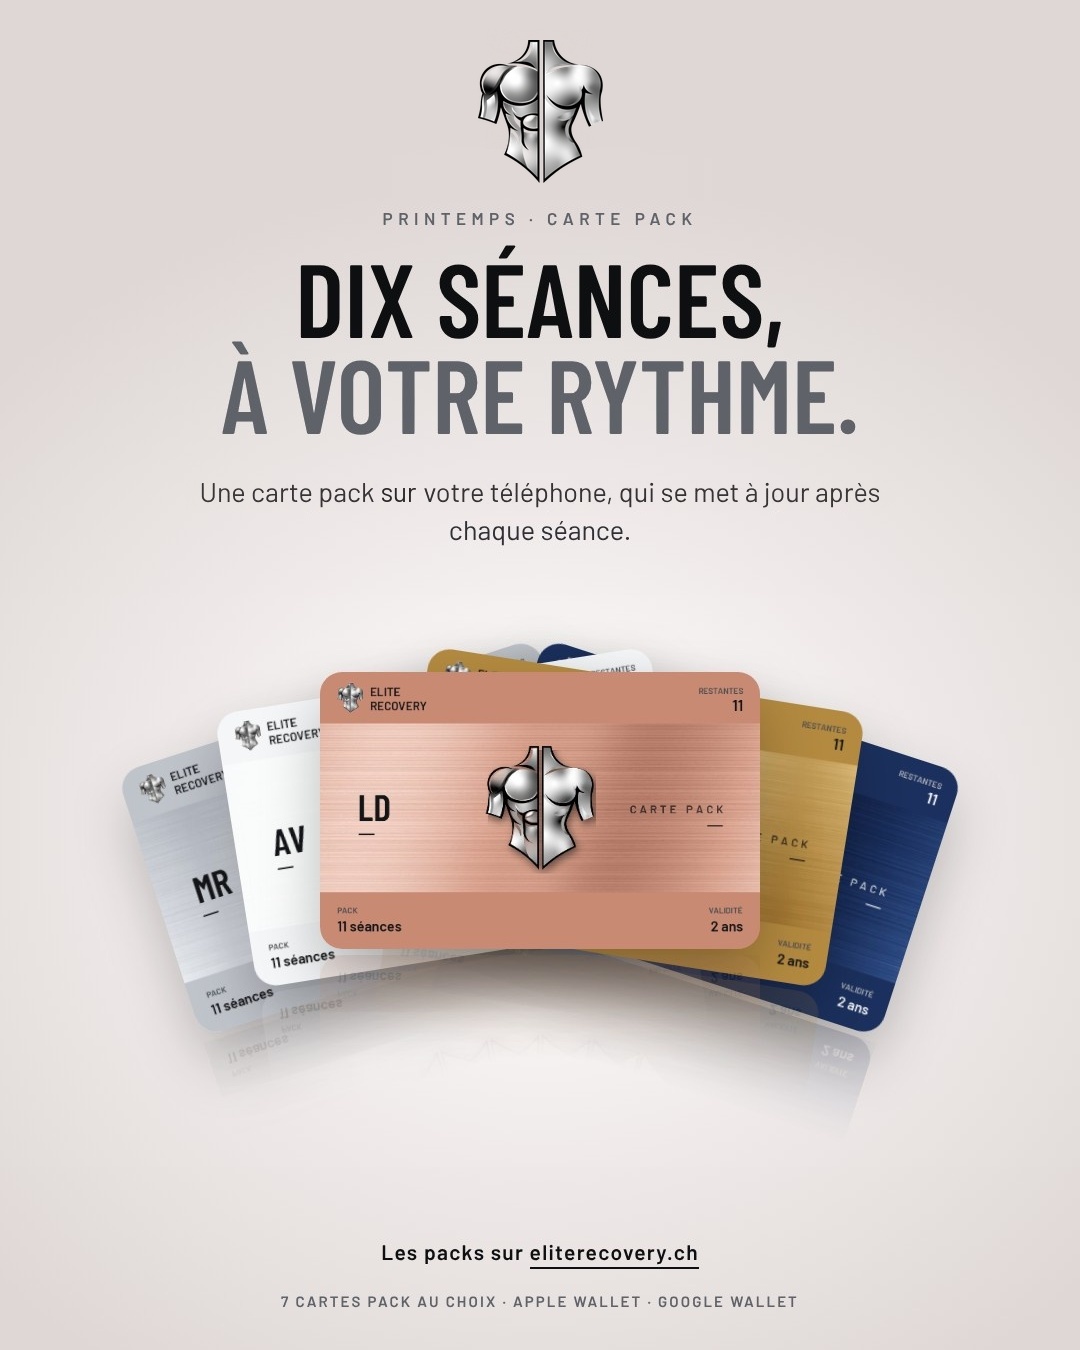 PRINTEMPS · CARTE PACK
DIX SÉANCES,
À VOTRE RYTHME.
Une carte pack sur votre téléphone, qui se met à jour après
chaque séance.
ELITE
RECOVERY
MR
PACK
11 séances
ELITE
RECOVERY
AV
PACK
11 séances
ELITE
RECOVERY
RESTANTES
11
LD
CARTE PACK
PACK
11 séances
VALIDITÉ
2 ans
RESTANTES
RESTANTES
11
PACK
VALIDITÉ
2 ans
RESTANTES
11
PACK
VALIDITÉ
2 ans
Les packs sur eliterecovery.ch
7 CARTES PACK AU CHOIX · APPLE WALLET · GOOGLE WALLET